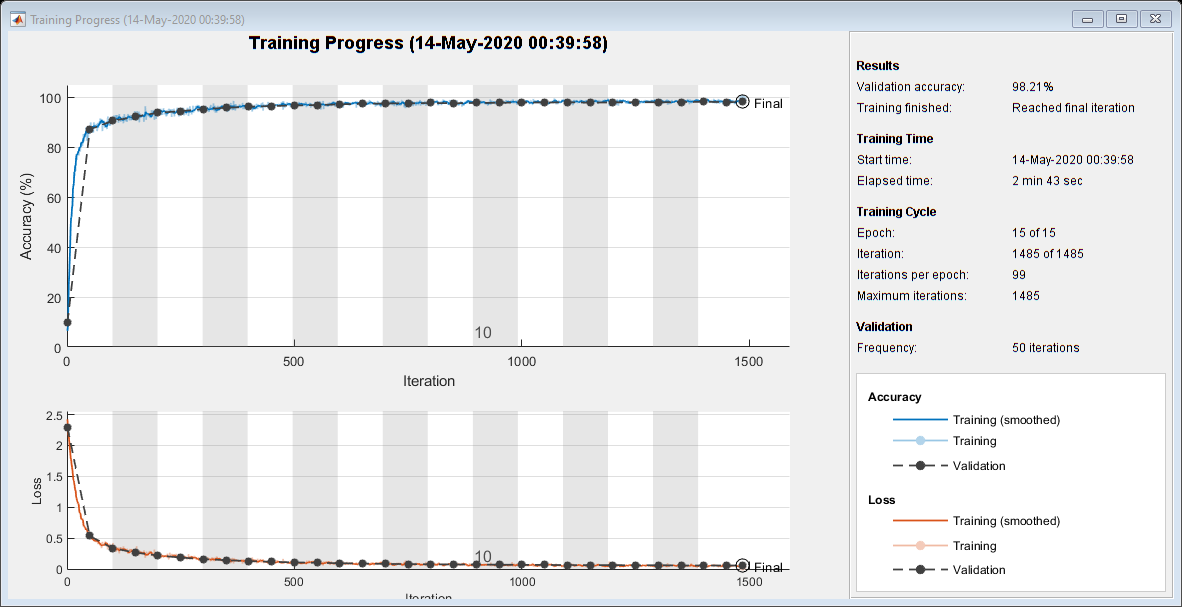 Training Progress (14-May-2020 00:39:58)
Training Progress (14-May-2020 00:39:58)
100
80
60
40
20
0
Accuracy (%)
Final
10
0
500
1000
1500
Iteration
2.5
2
1.5
1
0.5
0
Loss
10
Final
0
500
1000
1500
Iteration
Results
Validation accuracy: 98.21%
Training finished: Reached final iteration
Training Time
Start time: 14-May-2020 00:39:58
Elapsed time: 2 min 43 sec
Training Cycle
Epoch: 15 of 15
Iteration: 1485 of 1485
Iterations per epoch: 99
Maximum iterations: 1485
Validation
Frequency: 50 iterations
Accuracy
Training (smoothed)
Training
Validation
Loss
Training (smoothed)
Training
Validation